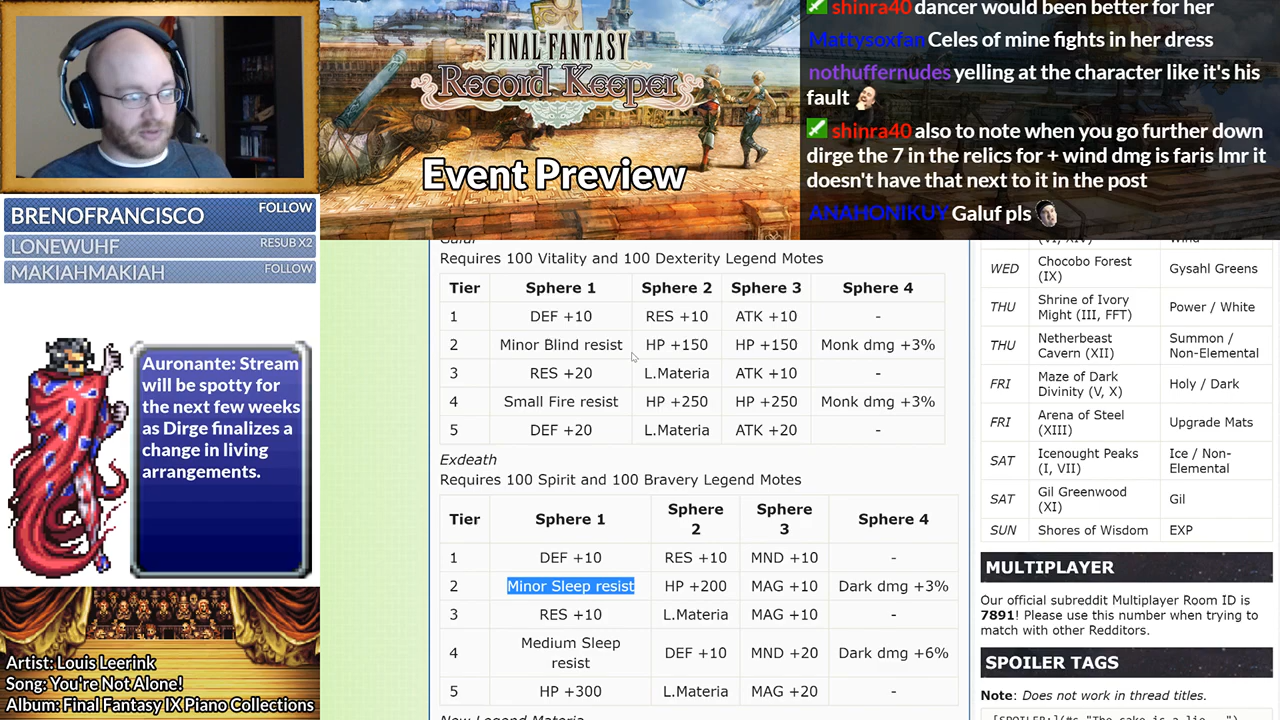 FINAL FANTASY
Record Keeper
Event Preview
shinra40 dancer would been better for her
Mattysoxfan Celes of mine fights in her dress
nothuffernudes yelling at the character like it's his
fault
shinra40 also to note when you go further down
dirge the 7 in the relics for + wind dmg is faris lmr it
doesn't have that next to it in the post
ANAHONIKUY Galuf pls
BRENOFRANCISCO FOLLOW
LONEWUHF RESUB X2
MAKIAHMAKIAH FOLLOW
Auronante: Stream
will be spotty for
the next few weeks
as Dirge finalizes a
change in living
arrangements.
Artist: Louis Leerink
Song: You're Not Alone!
Album: Final Fantasy IX Piano Collections
Galuf
Requires 100 Vitality and 100 Dexterity Legend Motes
Tier Sphere 1 Sphere 2 Sphere 3 Sphere 4
1 DEF +10 RES +10 ATK +10 -
2 Minor Blind resist HP +150 HP +150 Monk dmg +3%
3 RES +20 L.Materia ATK +10 -
4 Small Fire resist HP +250 HP +250 Monk dmg +3%
5 DEF +20 L.Materia ATK +20 -
Exdeath
Requires 100 Spirit and 100 Bravery Legend Motes
Tier Sphere 1 Sphere 2 Sphere 3 Sphere 4
1 DEF +10 RES +10 MND +10 -
2 Minor Sleep resist HP +200 MAG +10 Dark dmg +3%
3 RES +10 L.Materia MAG +10 -
4 Medium Sleep resist DEF +10 MND +20 Dark dmg +6%
5 HP +300 L.Materia MAG +20 -
New Legend Materia
(VI, XIV) Wind
WED Chocobo Forest (IX) Gysahl Greens
THU Shrine of Ivory Might (III, FFT) Power / White
THU Netherbeast Cavern (XII) Summon / Non-Elemental
FRI Maze of Dark Divinity (V, X) Holy / Dark
FRI Arena of Steel (XIII) Upgrade Mats
SAT Icenought Peaks (I, VII) Ice / Non-Elemental
SAT Gil Greenwood (XI) Gil
SUN Shores of Wisdom EXP
MULTIPLAYER
Our official subreddit Multiplayer Room ID is
7891! Please use this number when trying to
match with other Redditors.
SPOILER TAGS
Note: Does not work in thread titles.
[SPOILER:](#s "The cake is a lie...")